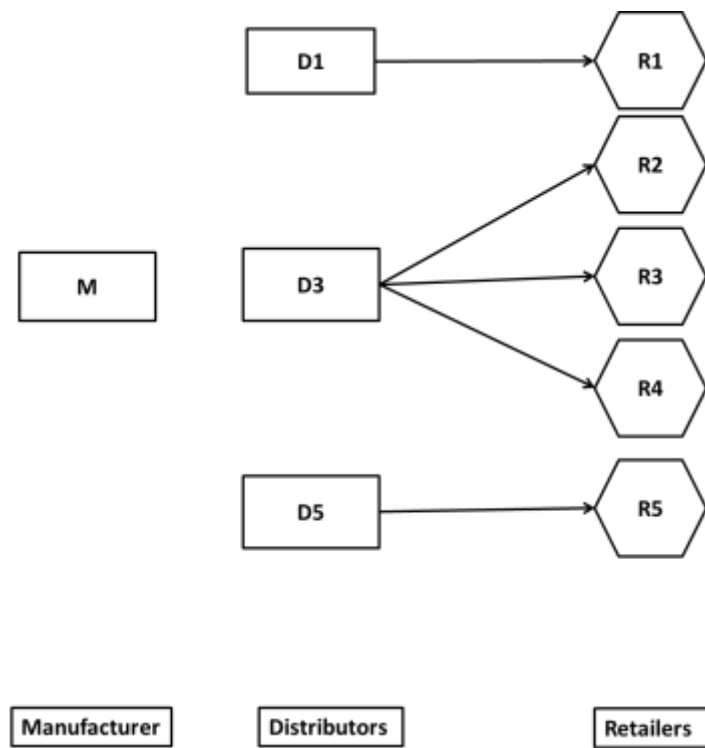 D1
R1
R2
M
D3
R3
R4
D5
R5
Manufacturer
Distributors
Retailers